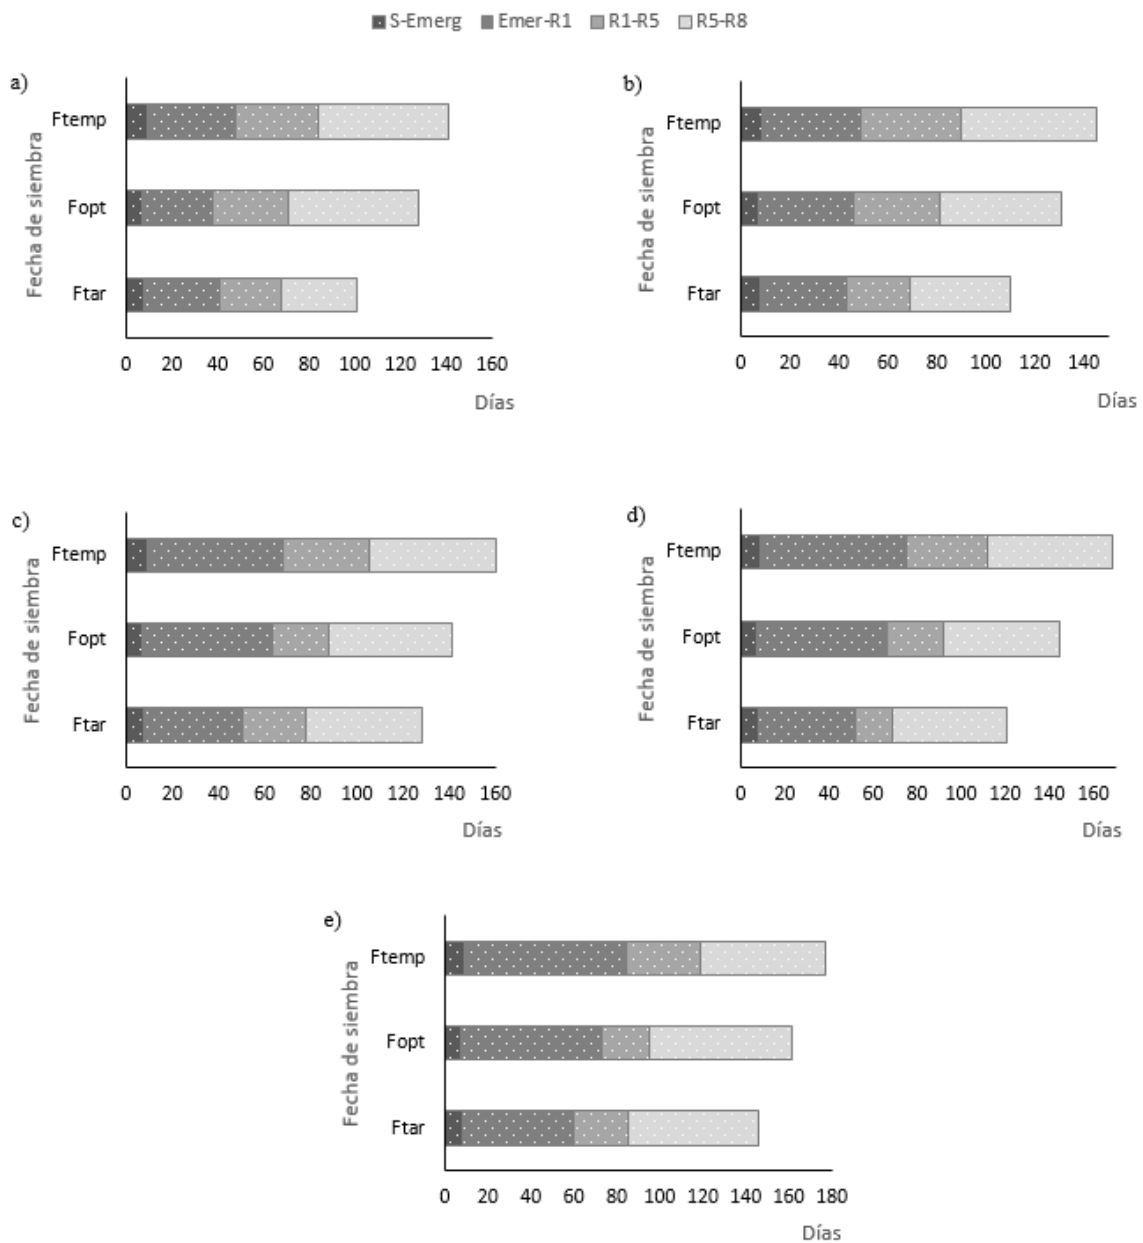 S-Emerg Emer-R1 R1-R5 R5-R8
a)
Fecha de siembra
Ftemp
Fopt
Ftar
0 20 40 60 80 100 120 140 160
Días
b)
Fecha de siembra
Ftemp
Fopt
Ftar
0 20 40 60 80 100 120 140
Días
c)
Fecha de siembra
Ftemp
Fopt
Ftar
0 20 40 60 80 100 120 140 160
Días
d)
Fecha de siembra
Ftemp
Fopt
Ftar
0 20 40 60 80 100 120 140 160
Días
e)
Fecha de siembra
Ftemp
Fopt
Ftar
0 20 40 60 80 100 120 140 160 180
Días